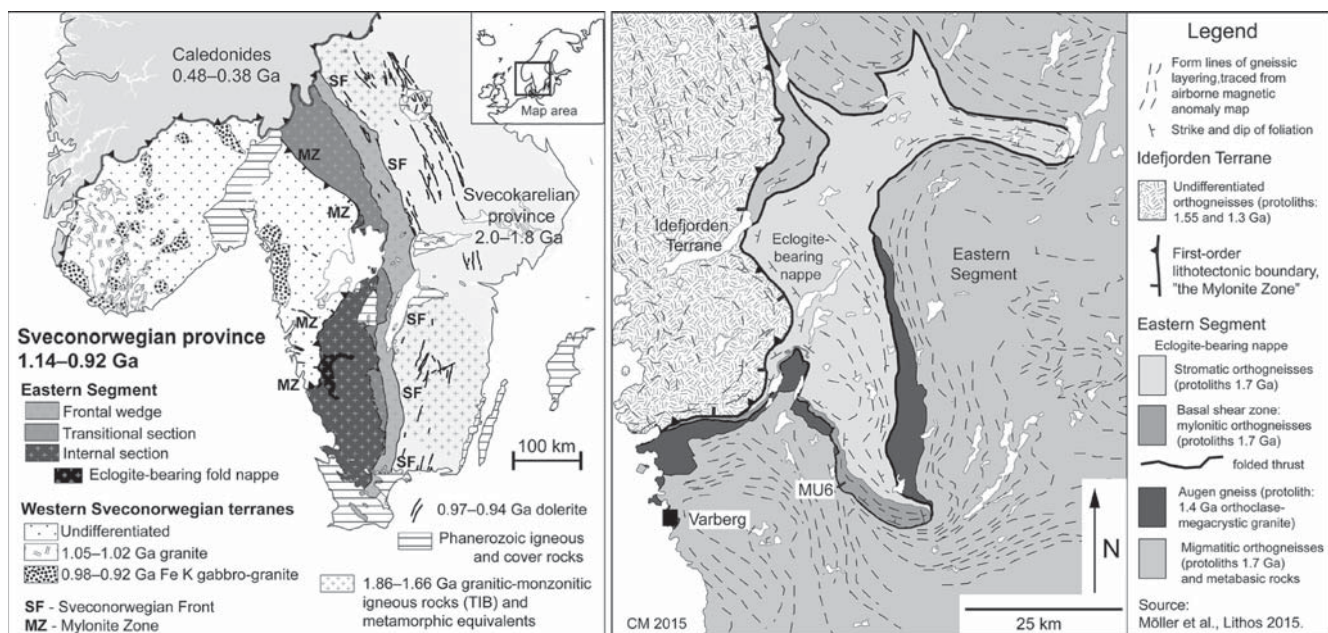 Caledonides
0.48–0.38 Ga
SF
Map area
MZ
SF
MZ
Svecokarelian
province
2.0–1.8 Ga
MZ
SF
MZ
SF
SF
Sveconorwegian province
1.14–0.92 Ga
Eastern Segment
Frontal wedge
Transitional section
Internal section
Eclogite-bearing fold nappe
100 km
Western Sveconorwegian terranes
Undifferentiated
1.05–1.02 Ga granite
0.98–0.92 Ga Fe K gabbro-granite
SF - Sveconorwegian Front
MZ - Mylonite Zone
0.97–0.94 Ga dolerite
Phanerozoic igneous
and cover rocks
1.86–1.66 Ga granitic-monzonitic
igneous rocks (TIB) and
metamorphic equivalents
Idefjorden
Terrane
Eclogite-
bearing
nappe
Eastern
Segment
MU6
Varberg
N
CM 2015
25 km
Legend
Form lines of gneissic
layering,traced from
airborne magnetic
anomaly map
Strike and dip of foliation
Idefjorden Terrane
Undifferentiated
orthogneisses (protoliths:
1.55 and 1.3 Ga)
First-order
lithotectonic boundary,
"the Mylonite Zone"
Eastern Segment
Eclogite-bearing nappe
Stromatic orthogneisses
(protoliths 1.7 Ga)
Basal shear zone:
mylonitic orthogneisses
(protoliths 1.7 Ga)
folded thrust
Augen gneiss (protolith:
1.4 Ga orthoclase-
megacrystic granite)
Migmatitic orthogneisses
(protoliths 1.7 Ga)
and metabasic rocks
Source:
Möller et al., Lithos 2015.